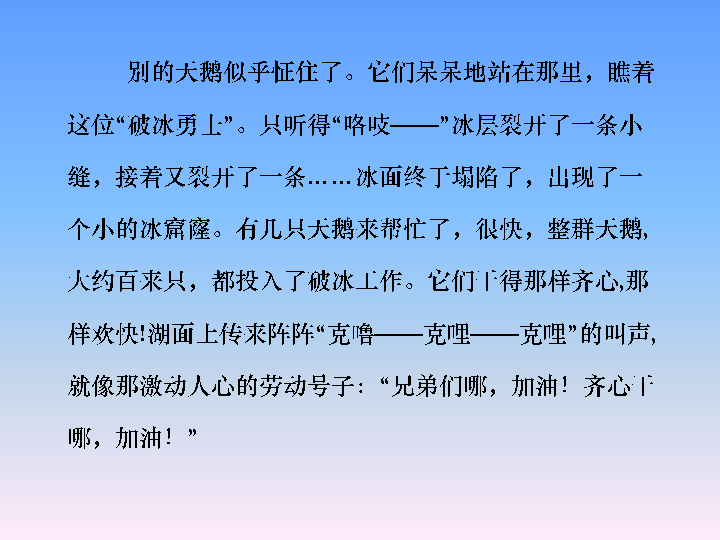 别的天鹅似乎怔住了。它们呆呆地站在那里，瞧着
这位“破冰勇士”。只听得“咯吱——”冰层裂开了一条小
缝，接着又裂开了一条……冰面终于塌陷了，出现了一
个小的冰窟窿。有几只天鹅来帮忙了，很快，整群天鹅,
大约百来只，都投入了破冰工作。它们干得那样齐心,那
样欢快!湖面上传来阵阵“克噜——克哩——克哩”的叫声,
就像那激动人心的劳动号子：“兄弟们哪，加油！齐心干
哪，加油！”